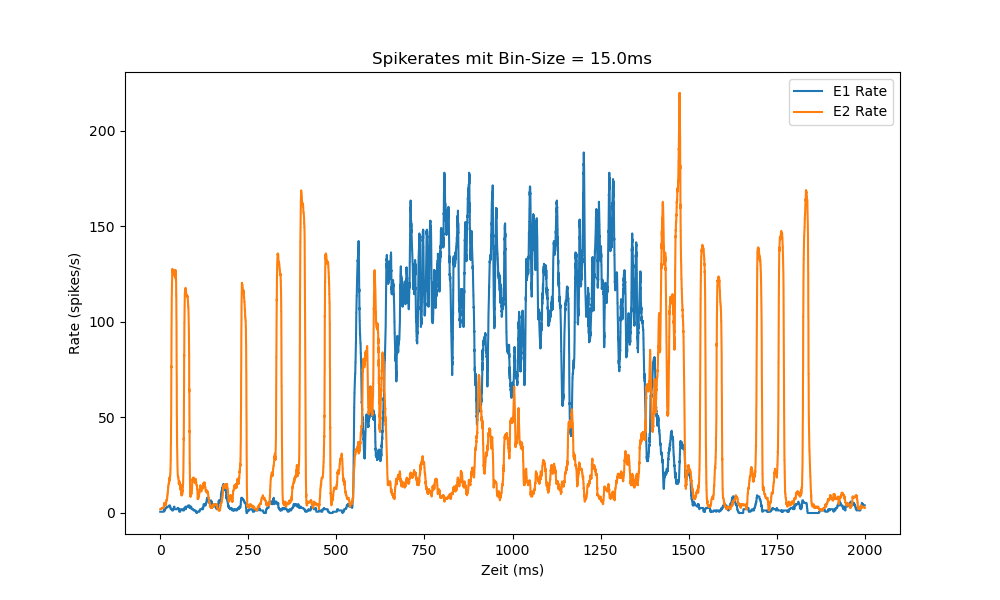 Spikerates mit Bin-Size = 15.0ms
E1 Rate
E2 Rate
Rate (spikes/s)
200
150
100
50
0
0 250 500 750 1000 1250 1500 1750 2000
Zeit (ms)